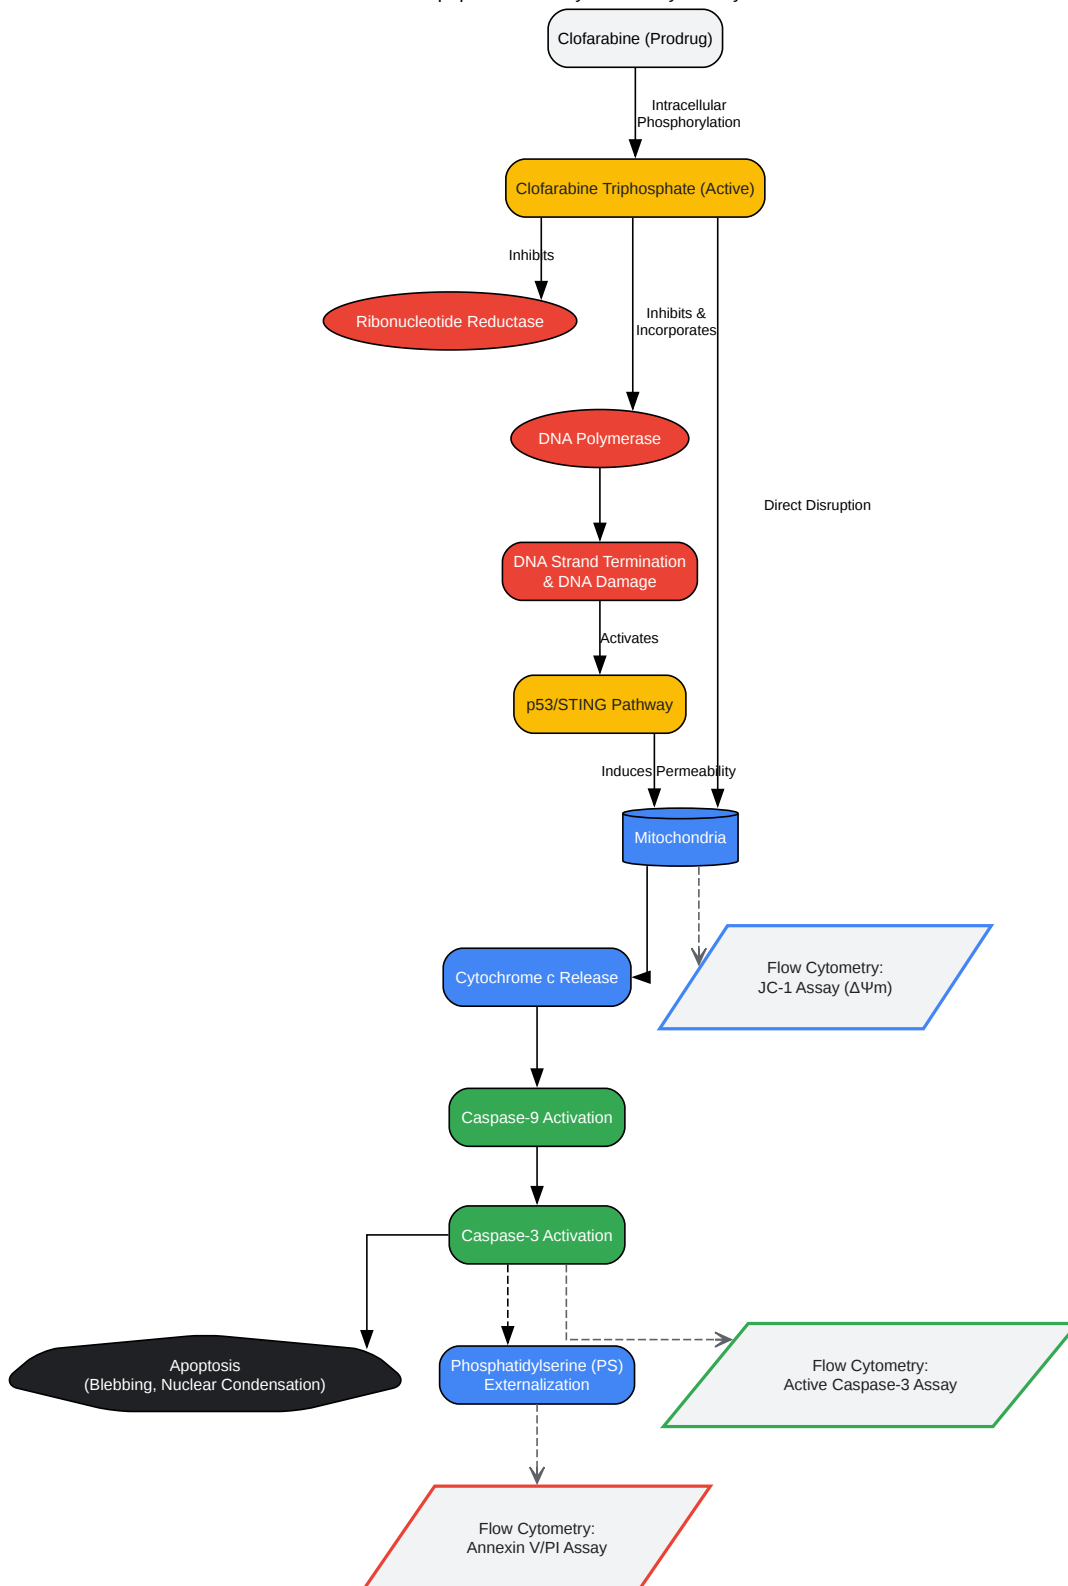 Clofarabine (Prodrug)
Intracellular
Phosphorylation
Clofarabine Triphosphate (Active)
Inhibits
Ribonucleotide Reductase
Inhibits &
Incorporates
DNA Polymerase
Direct Disruption
DNA Strand Termination
& DNA Damage
Activates
p53/STING Pathway
Induces Permeability
Mitochondria
Cytochrome c Release
Flow Cytometry:
JC-1 Assay (ΔΨm)
Caspase-9 Activation
Caspase-3 Activation
Apoptosis
(Blebbing, Nuclear Condensation)
Phosphatidylserine (PS)
Externalization
Flow Cytometry:
Active Caspase-3 Assay
Flow Cytometry:
Annexin V/PI Assay